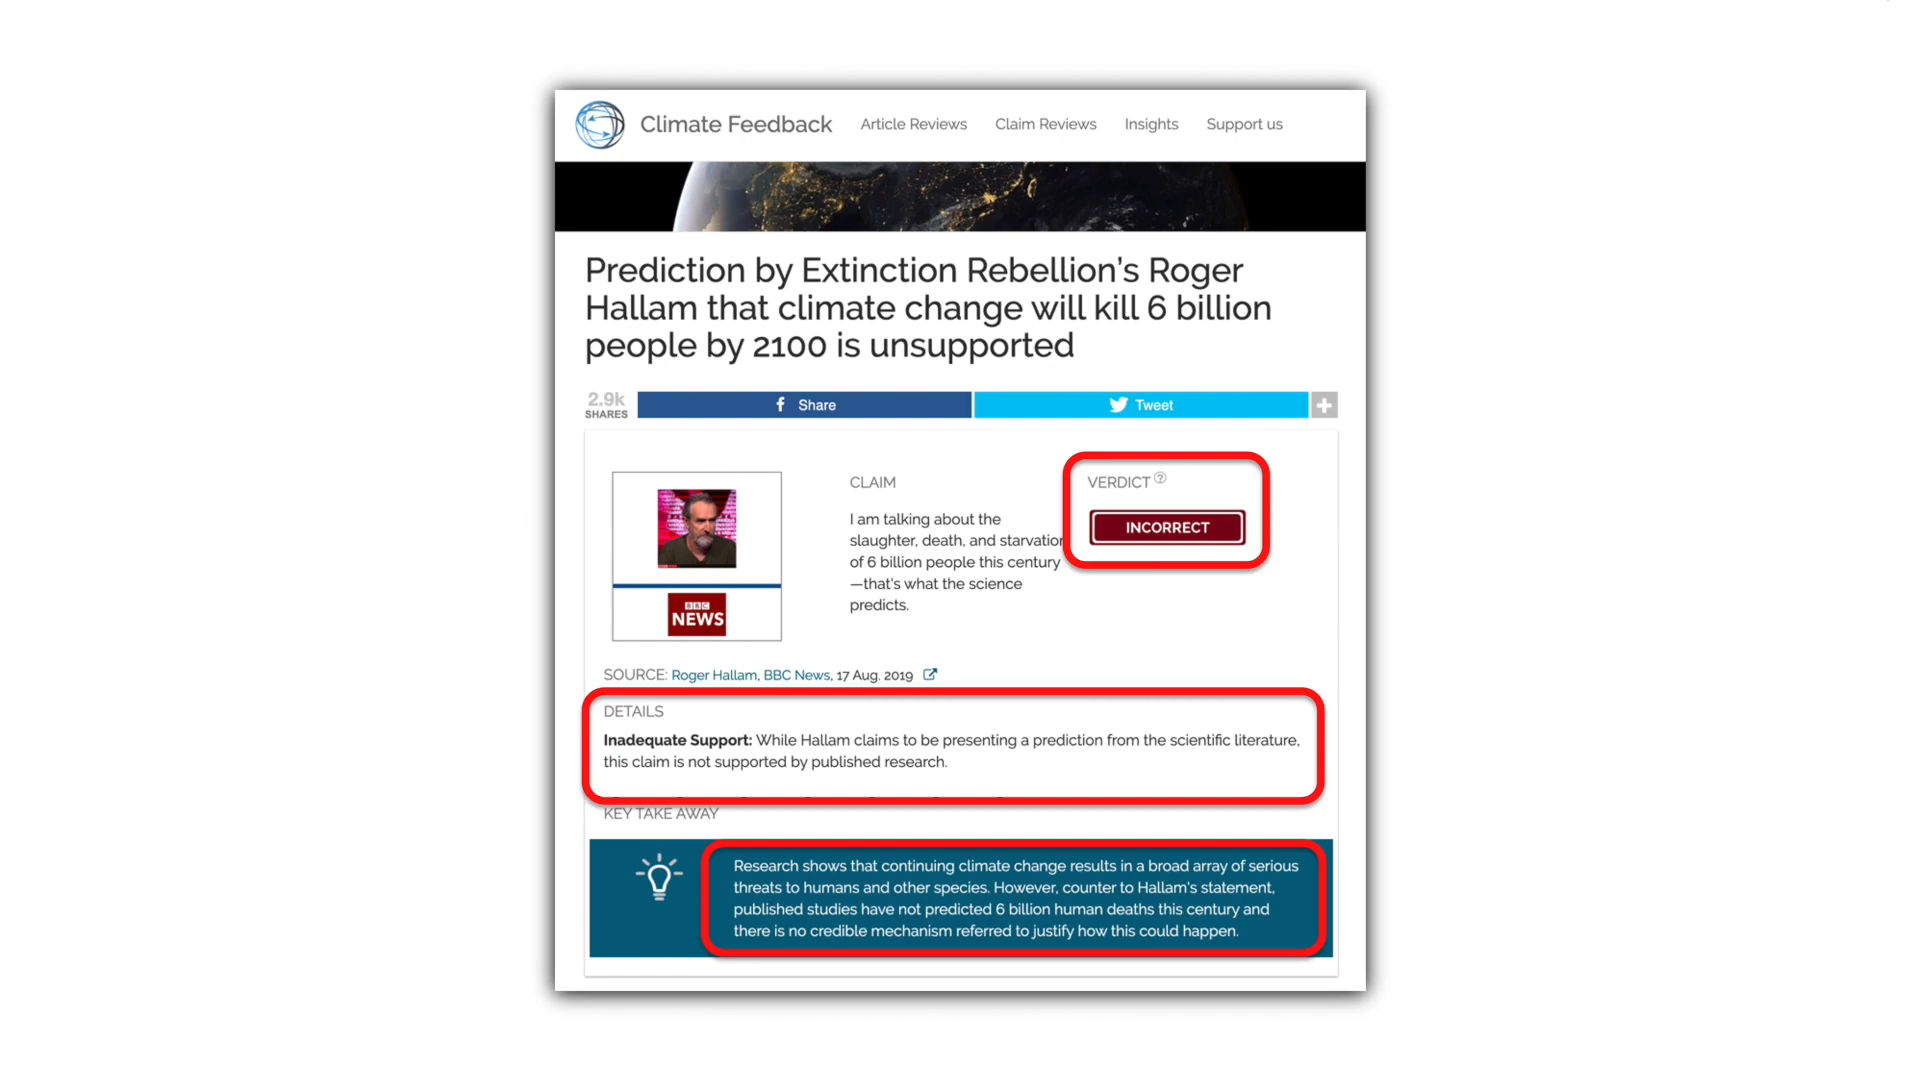 Climate Feedback Article Reviews Claim Reviews Insights Support us
Prediction by Extinction Rebellion's Roger
Hallam that climate change will kill 6 billion
people by 2100 is unsupported
2.9k
SHARES
Share
Tweet
CLAIM
I am talking about the
slaughter, death, and starvation
of 6 billion people this century
—that's what the science
predicts.
VERDICT ?
INCORRECT
BBC
NEWS
SOURCE: Roger Hallam, BBC News, 17 Aug. 2019
DETAILS
Inadequate Support: While Hallam claims to be presenting a prediction from the scientific literature,
this claim is not supported by published research.
KEY TAKE AWAY
Research shows that continuing climate change results in a broad array of serious
threats to humans and other species. However, counter to Hallam's statement,
published studies have not predicted 6 billion human deaths this century and
there is no credible mechanism referred to justify how this could happen.